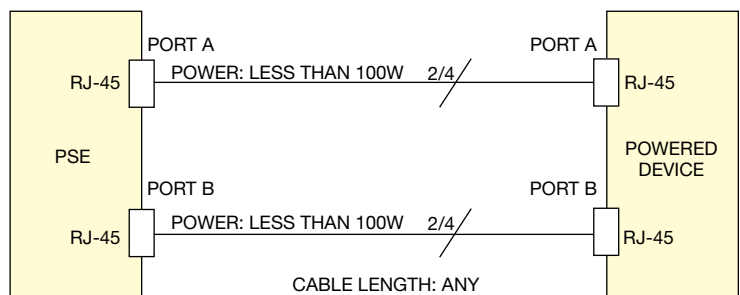 PORT A
PORT A
RJ-45
POWER: LESS THAN 100W 2/4
RJ-45
PSE
POWERED
DEVICE
PORT B
PORT B
RJ-45
POWER: LESS THAN 100W 2/4
RJ-45
CABLE LENGTH: ANY